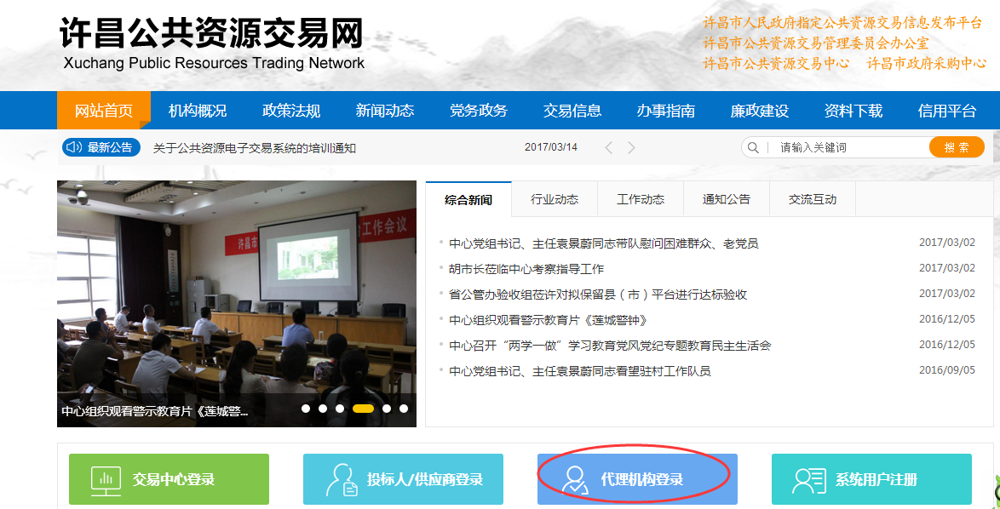 许昌公共资源交易网
Xuchang Public Resources Trading Network
许昌市人民政府指定公共资源交易信息发布平台
许昌市公共资源交易管理委员会办公室
许昌市公共资源交易中心 许昌市政府采购中心
网站首页 机构概况 政策法规 新闻动态 党务政务 交易信息 办事指南 廉政建设 资料下载 信用平台
最新公告 关于公共资源电子交易系统的培训通知 2017/03/14 请输入关键词 搜 索
许昌市
工作会议
中心组织观看警示教育片《莲城警...
综合新闻 行业动态 工作动态 通知公告 交流互动
中心党组书记、主任袁景蔚同志带队慰问困难群众、老党员 2017/03/02
胡市长莅临中心考察指导工作 2017/03/02
省公管办验收组莅许对拟保留县（市）平台进行达标验收 2017/03/02
中心组织观看警示教育片《莲城警钟》 2016/12/05
中心召开“两学一做”学习教育党风党纪专题教育民主生活会 2016/12/05
中心党组书记、主任袁景蔚同志看望驻村工作队员 2016/09/05
交易中心登录 投标人/供应商登录 代理机构登录 系统用户注册